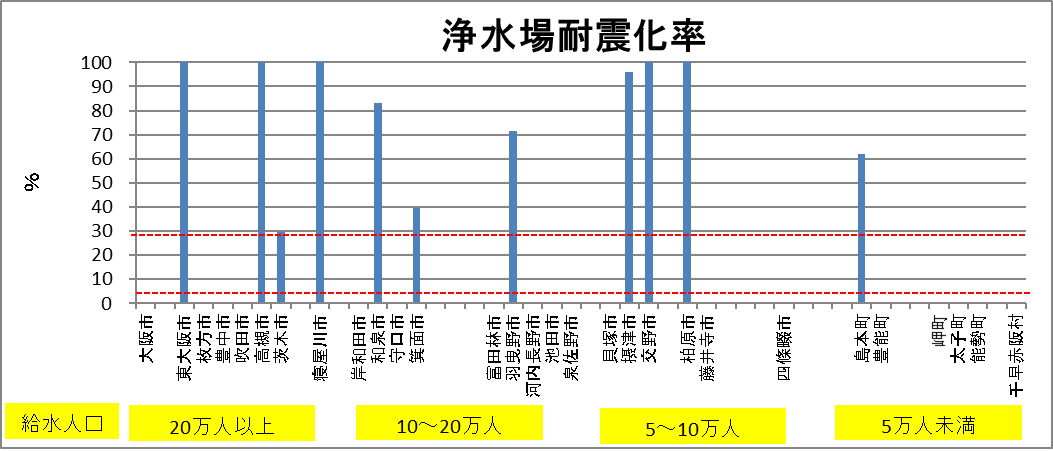 浄水場耐震化率
100
90
80
70
60
50
40
30
20
10
0
%
大阪市
東大阪市
枚方市
豊中市
吹田市
高槻市
茨木市
寝屋川市
岸和田市
和泉市
守口市
箕面市
富田林市
羽曳野市
河内長野市
池田市
泉佐野市
貝塚市
摂津市
交野市
柏原市
藤井寺市
四條畷市
島本町
豊能町
岬町
太子町
能勢町
千早赤阪村
給水人口
20万人以上
10～20万人
5～10万人
5万人未満